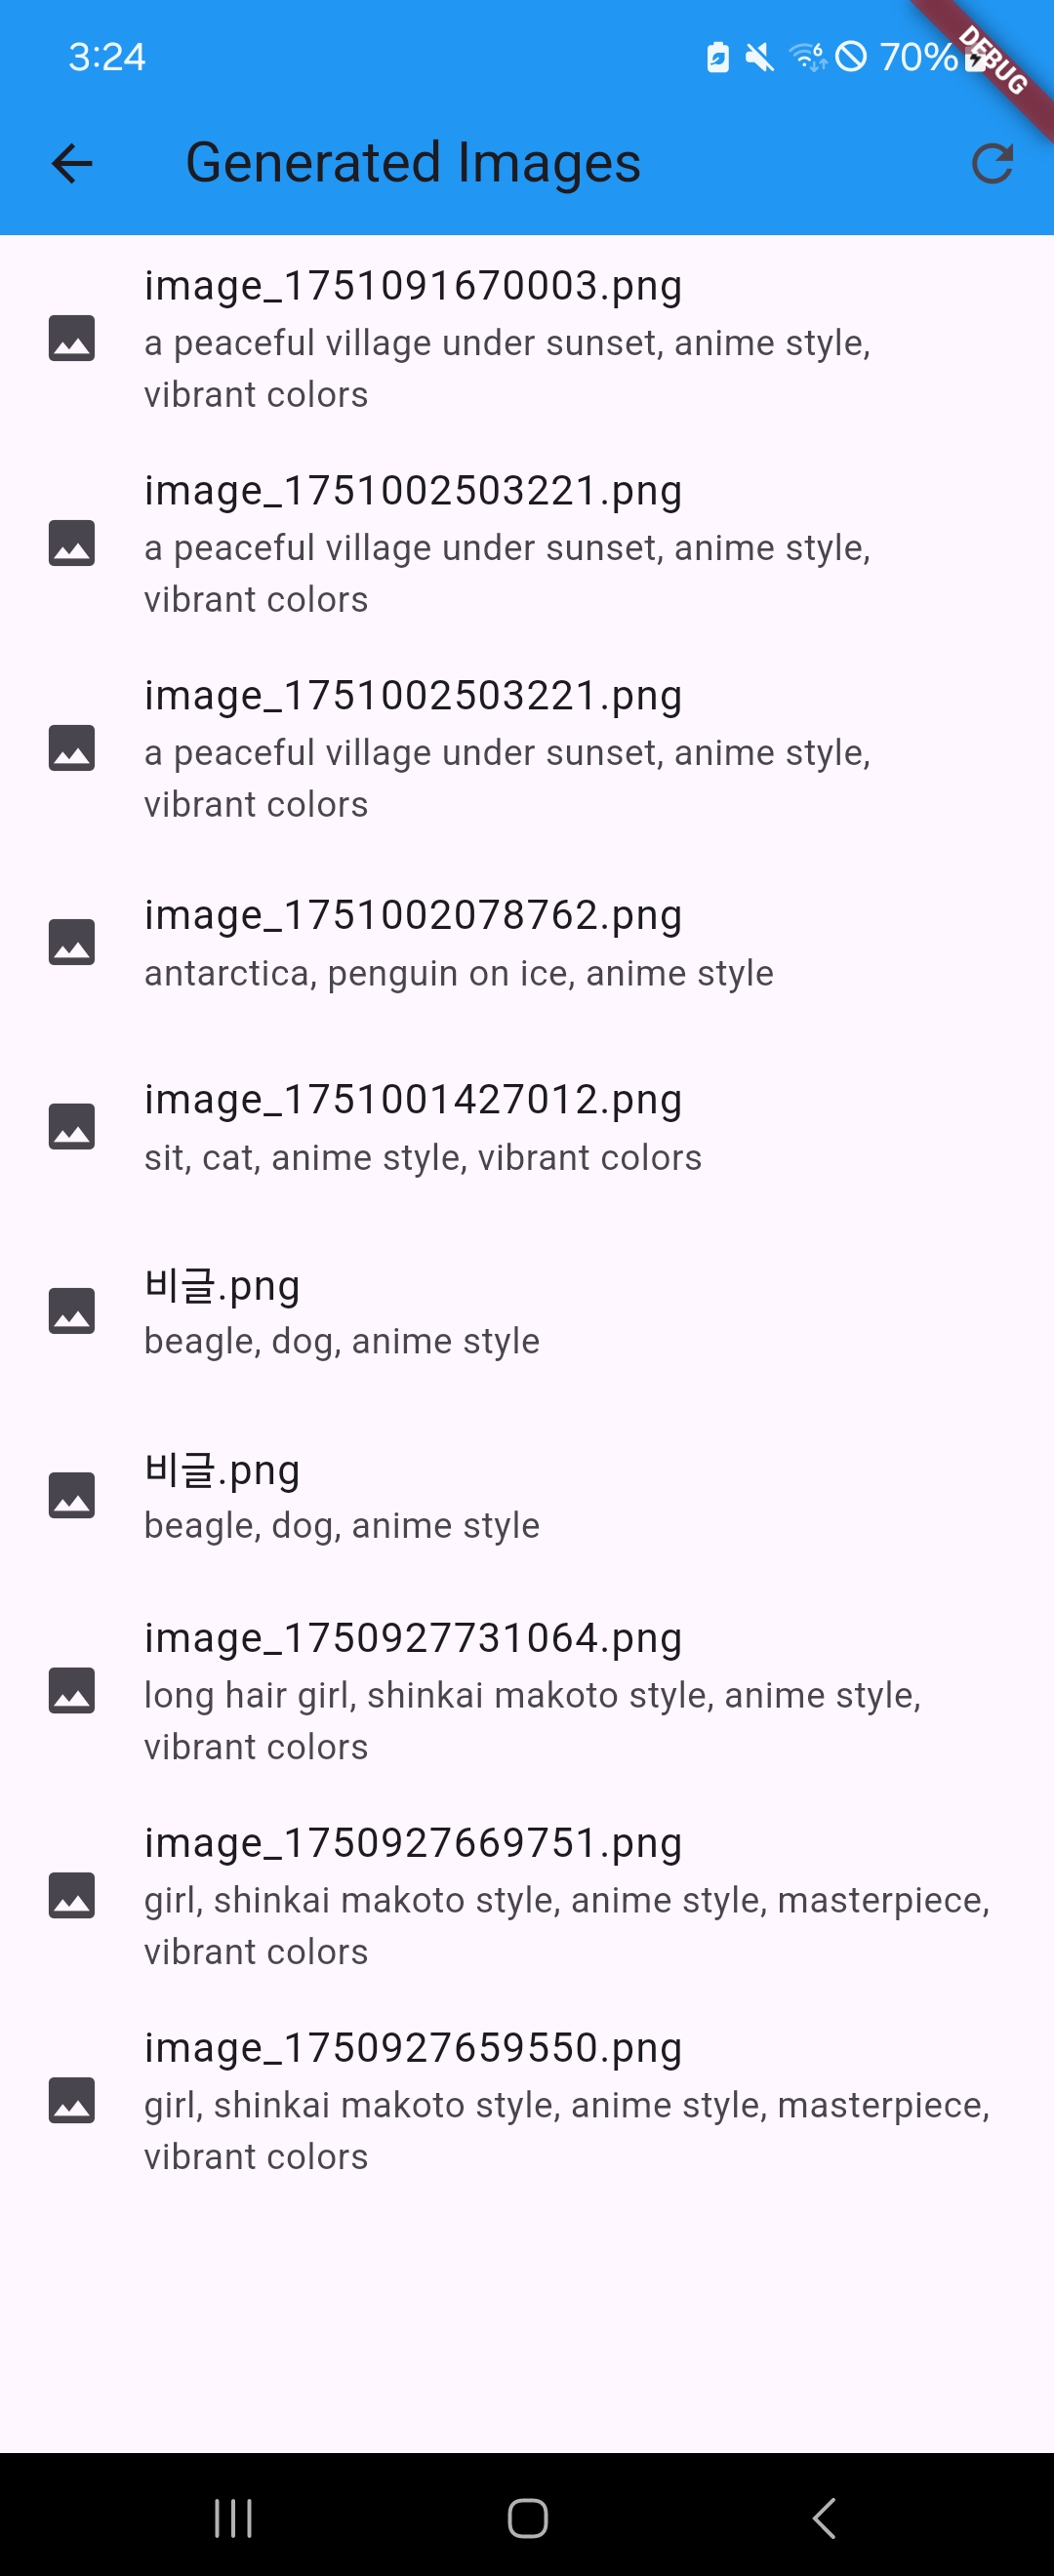 3:24
6
70%
DEBUG
Generated Images
image_1751091670003.png
a peaceful village under sunset, anime style,
vibrant colors
image_1751002503221.png
a peaceful village under sunset, anime style,
vibrant colors
image_1751002503221.png
a peaceful village under sunset, anime style,
vibrant colors
image_1751002078762.png
antarctica, penguin on ice, anime style
image_1751001427012.png
sit, cat, anime style, vibrant colors
비글.png
beagle, dog, anime style
비글.png
beagle, dog, anime style
image_1750927731064.png
long hair girl, shinkai makoto style, anime style,
vibrant colors
image_1750927669751.png
girl, shinkai makoto style, anime style, masterpiece,
vibrant colors
image_1750927659550.png
girl, shinkai makoto style, anime style, masterpiece,
vibrant colors